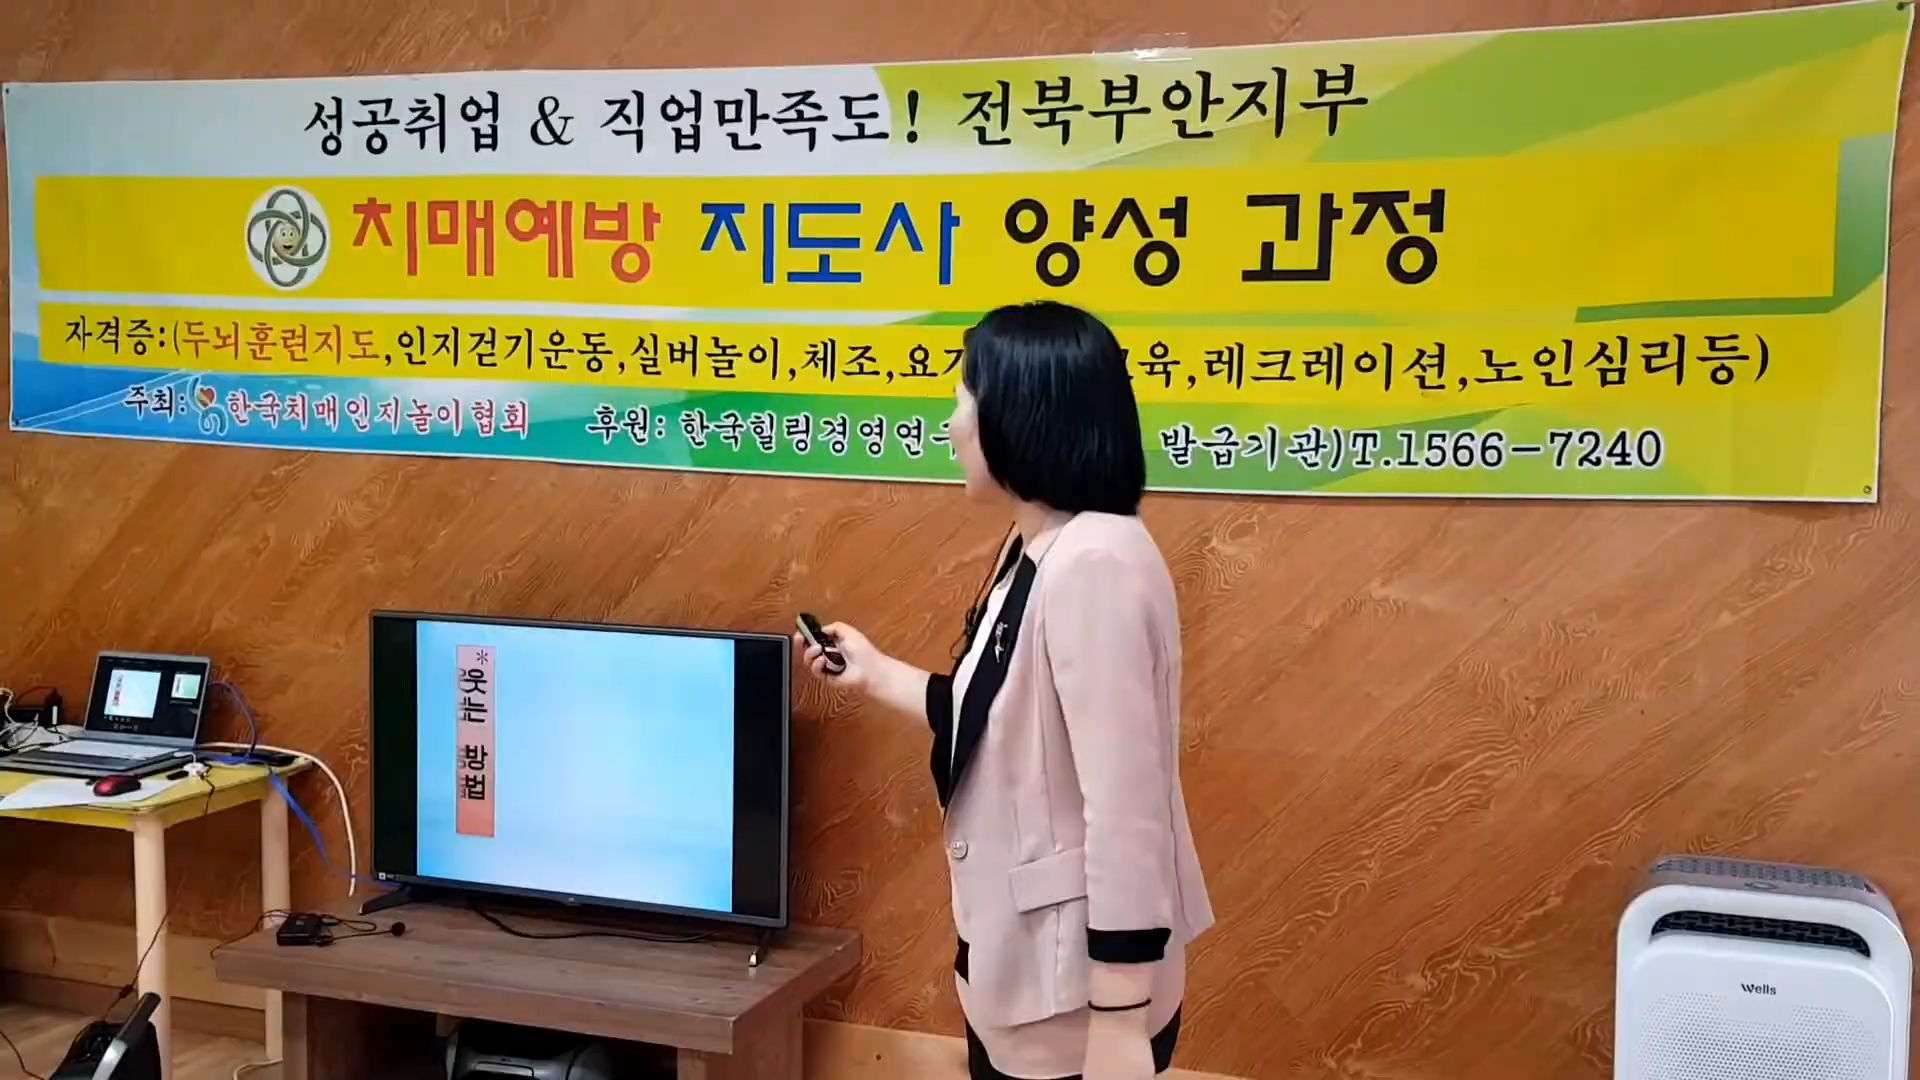 성공취업 & 직업만족도! 전북부안지부
치매예방 지도사 양성 과정
자격증:(두뇌훈련지도,인지걷기운동,실버놀이,체조, 육,레크레이션,노인심리등)
주최: 한국치매인지놀이협회 후원: 한국힐링경영연 발급기관)T.1566-7240
*웃는 방법
Wells